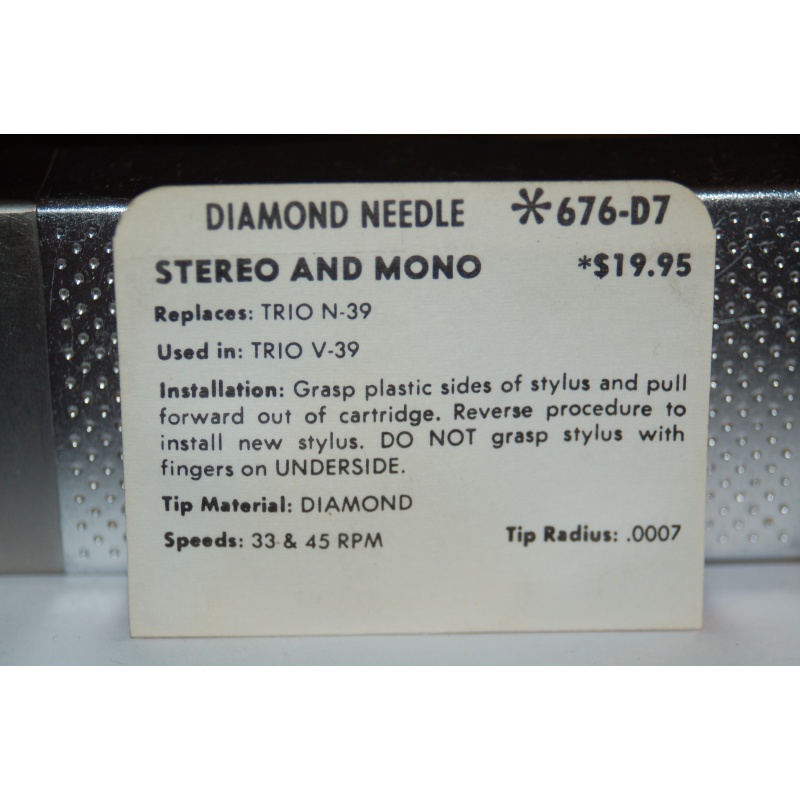 DIAMOND NEEDLE *676-D7
STEREO AND MONO *$19.95
Replaces: TRIO N-39
Used in: TRIO V-39
Installation: Grasp plastic sides of stylus and pull
forward out of cartridge. Reverse procedure to
install new stylus. DO NOT grasp stylus with
fingers on UNDERSIDE.
Tip Material: DIAMOND
Speeds: 33 & 45 RPM Tip Radius: .0007